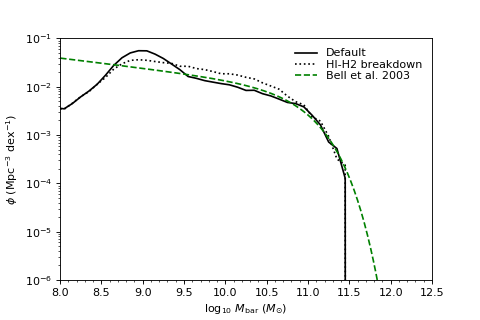 10⁻¹
10⁻²
10⁻³
10⁻⁴
10⁻⁵
10⁻⁶
ϕ (Mpc⁻³ dex⁻¹)
Default
HI-H2 breakdown
Bell et al. 2003
8.0 8.5 9.0 9.5 10.0 10.5 11.0 11.5 12.0 12.5
log₁₀ M_bar (M⊙)